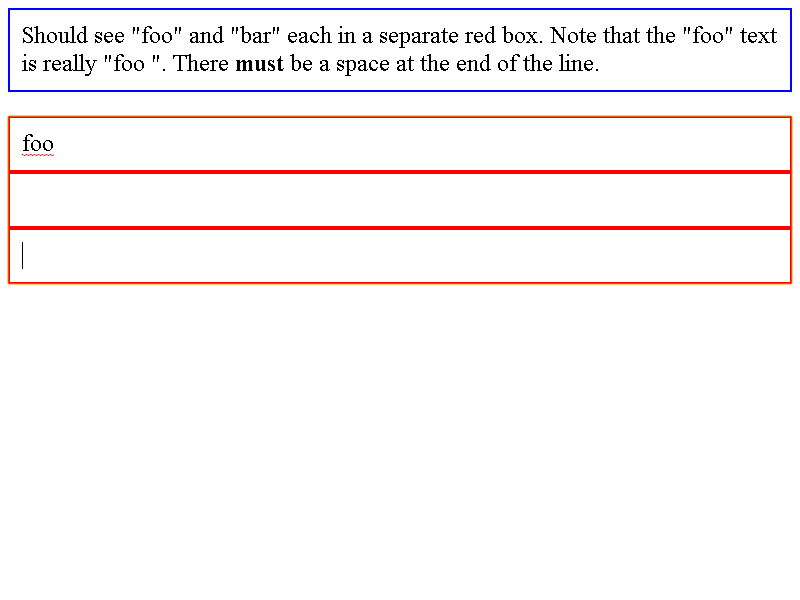 Should see "foo" and "bar" each in a separate red box. Note that the "foo" text
is really "foo ". There must be a space at the end of the line.
foo